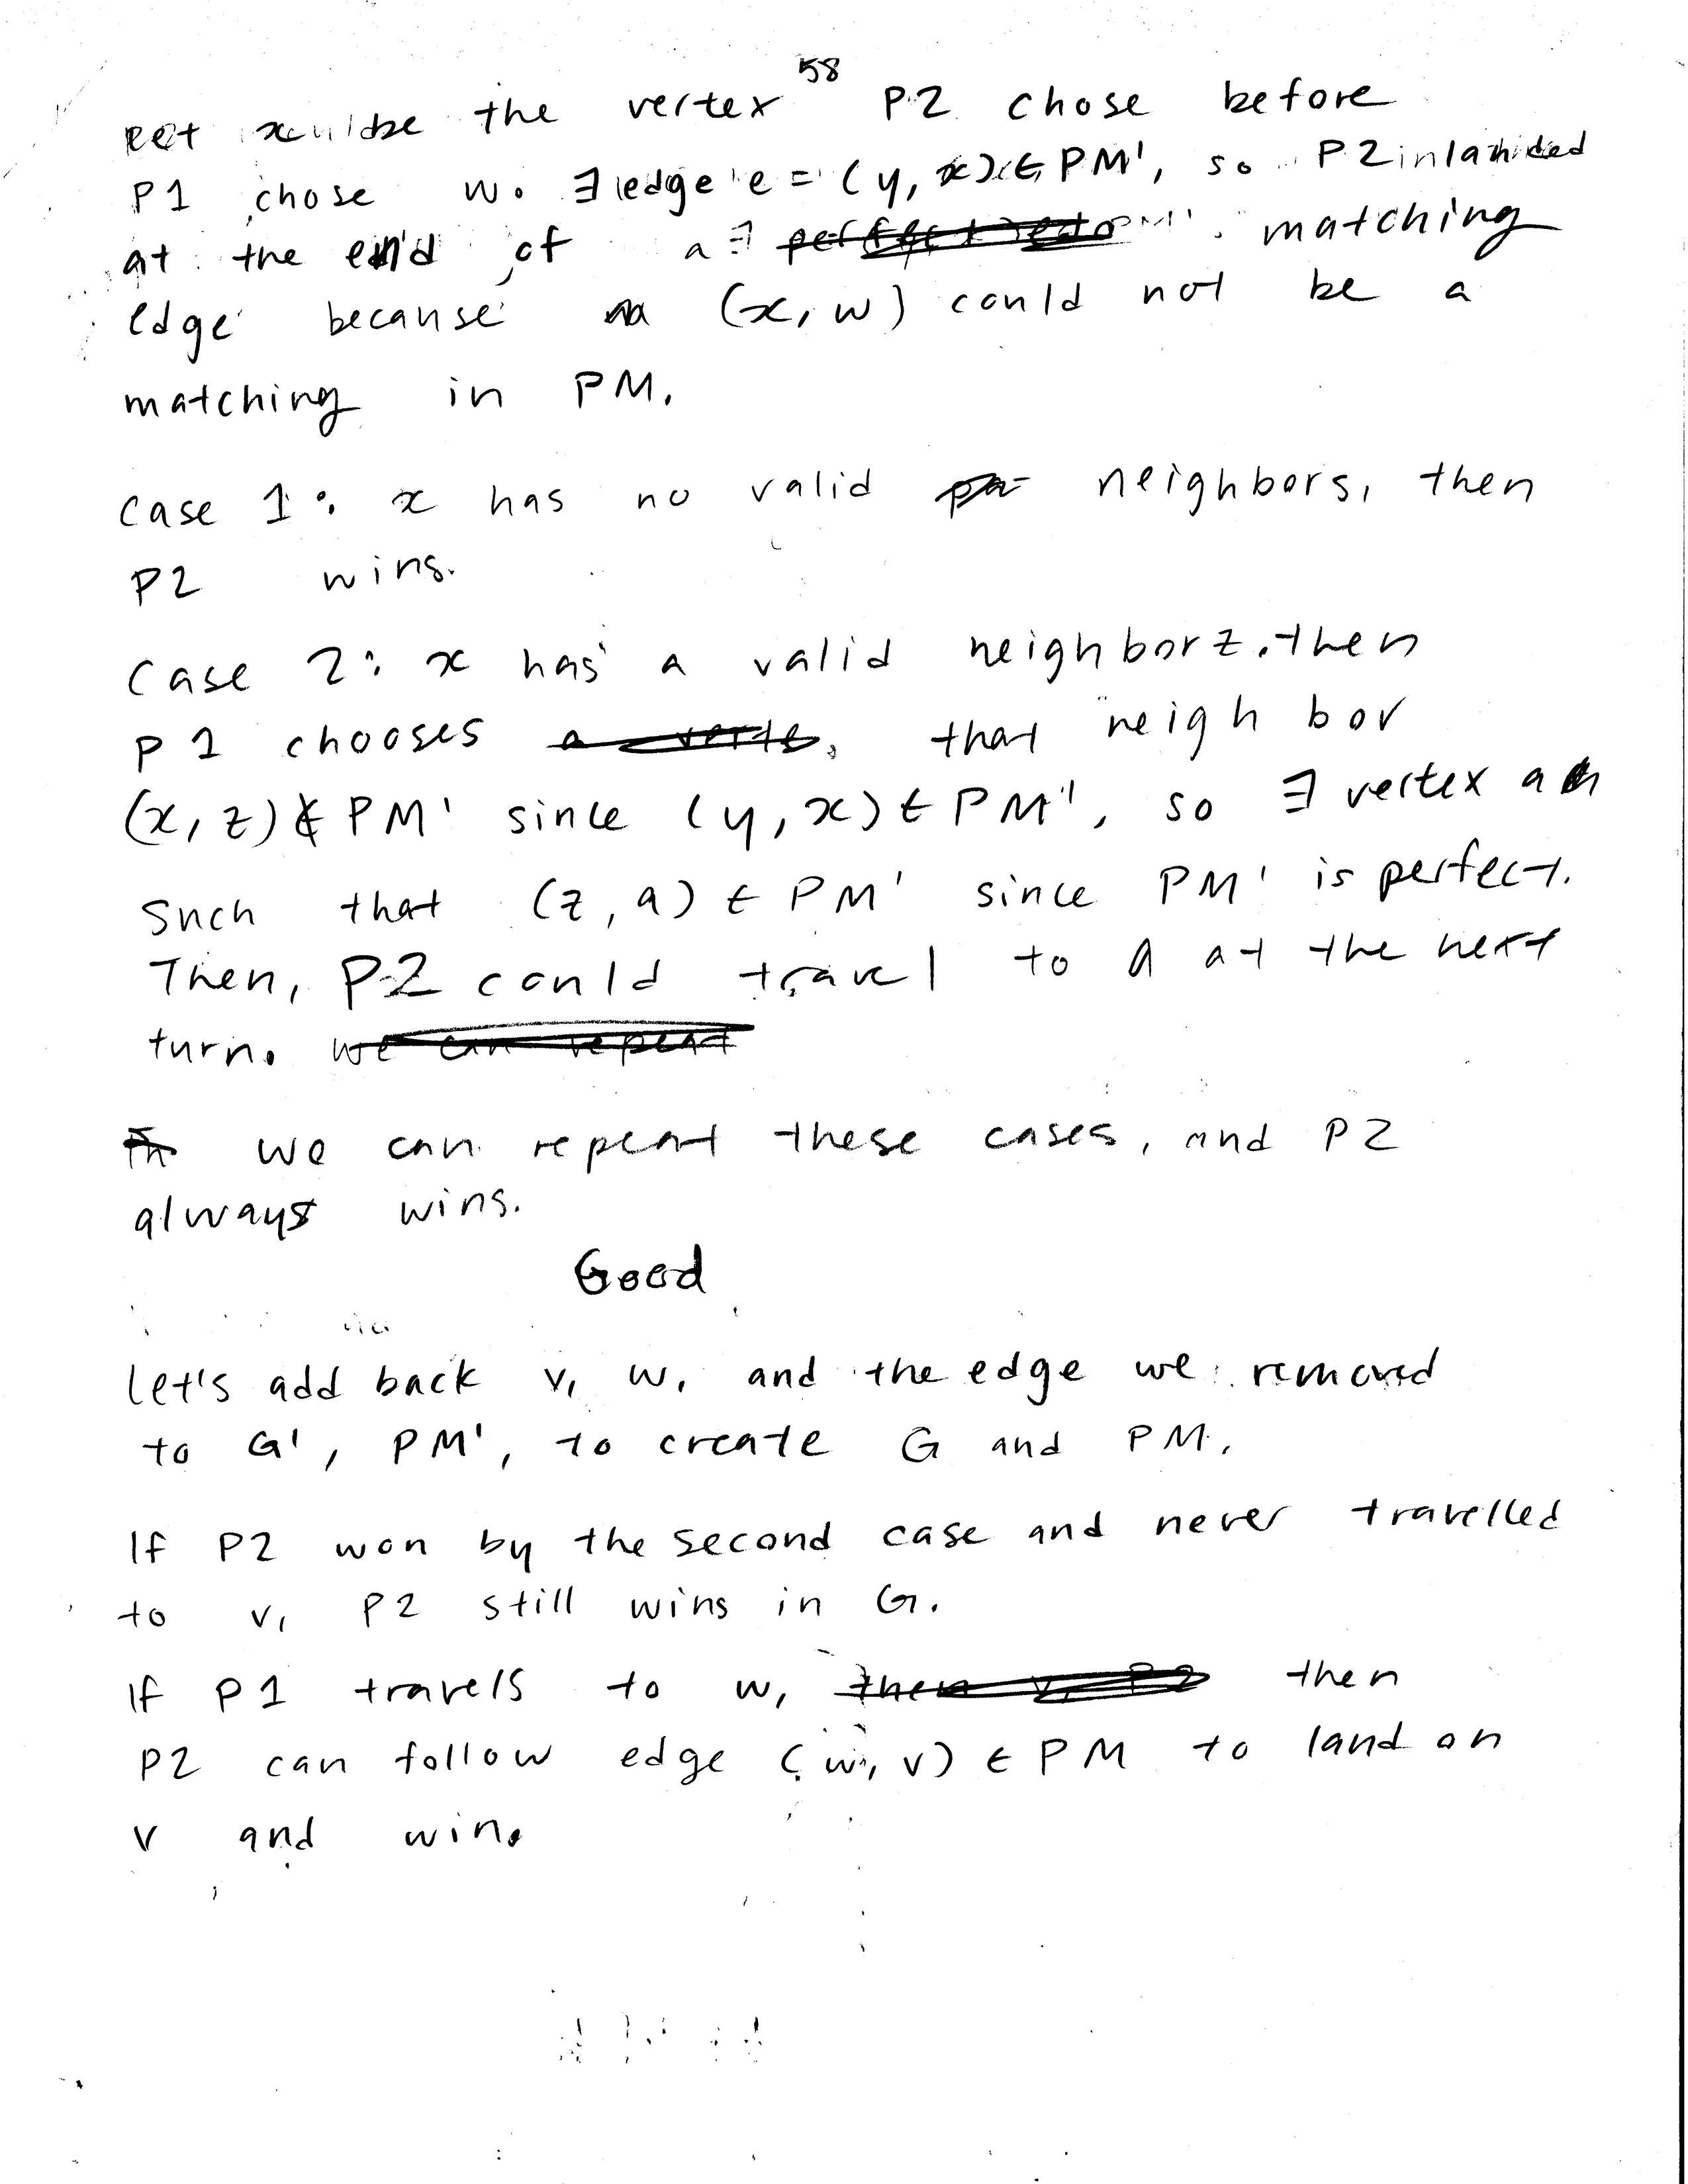 58
let x be the vertex P2 chose before
P1 chose w. ∃ edge e = (y, x) ∈ PM', so P2 landed
at the end of a PM' matching
edge because (x, w) could not be a
matching in PM.
case 1: x has no valid neighbors, then
P2 wins.
case 2: x has a valid neighbor z. then
P1 chooses that neighbor
(x, z) ∉ PM' since (y, x) ∈ PM', so ∃ vertex a
such that (z, a) ∈ PM' since PM' is perfect.
Then, P2 could travel to a at the next
turn.
we can repeat these cases, and P2
always wins.
Good
Let's add back v, w, and the edge we removed
to G', PM', to create G and PM.
If P2 won by the second case and never travelled
to v, P2 still wins in G.
If P1 travels to w, then
P2 can follow edge (w, v) ∈ PM to land on
v and win.